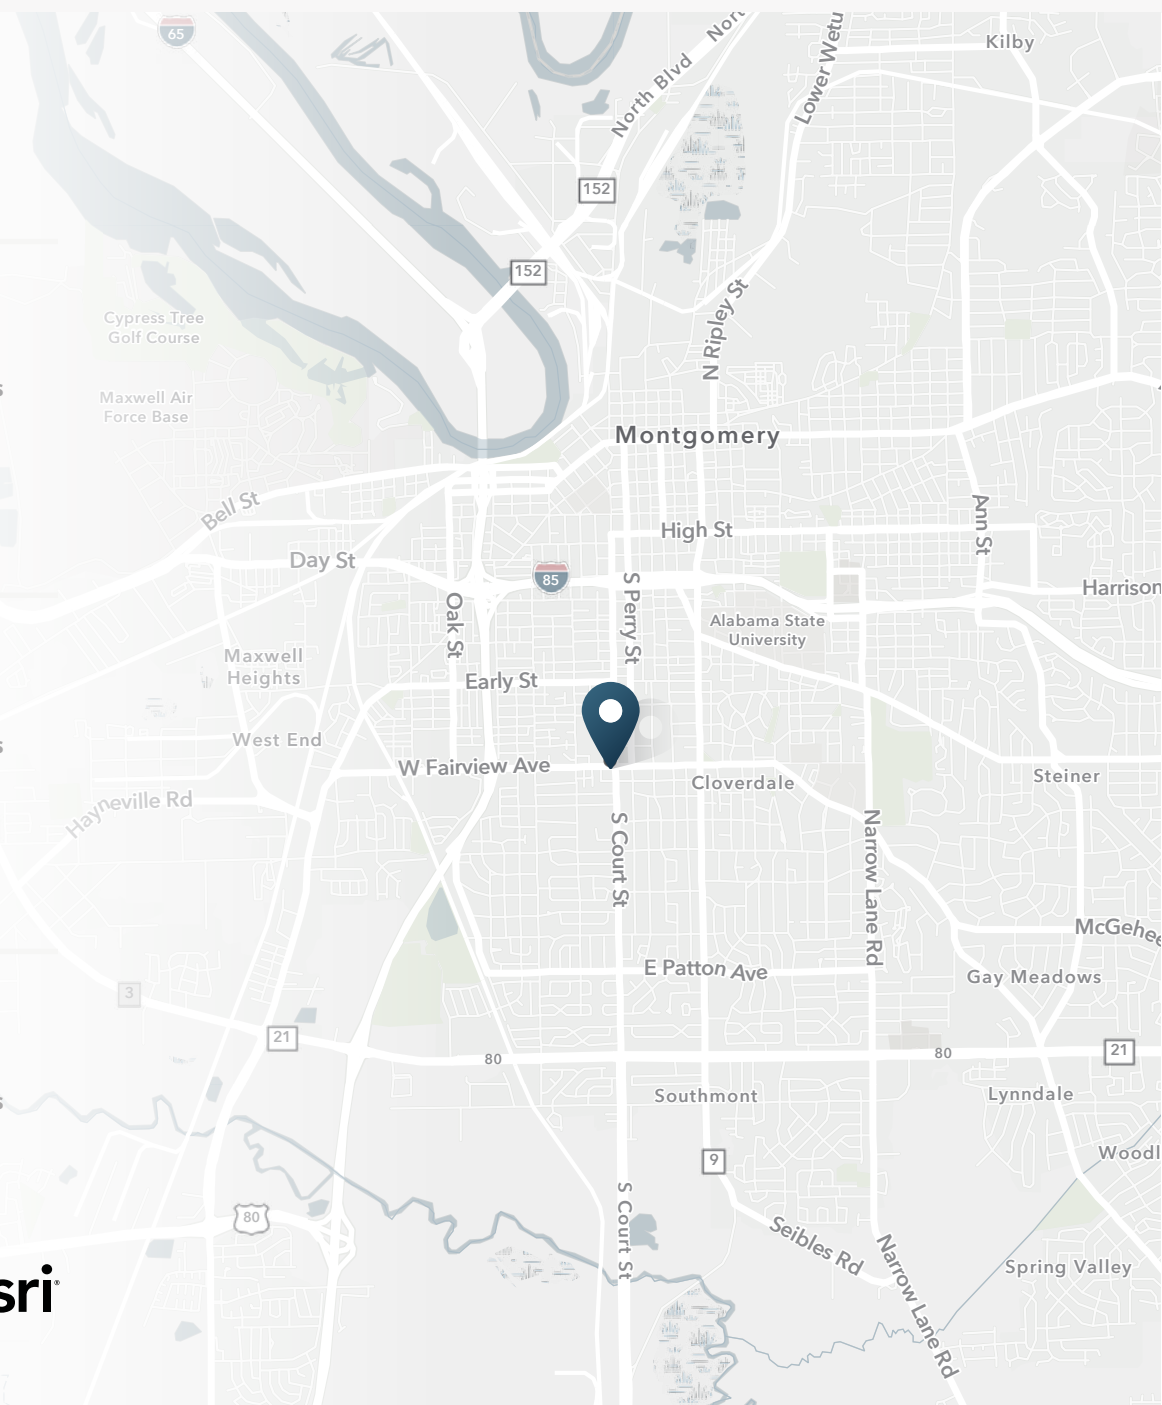 65
Kilby
North Blvd
Lower Wetu
152
152
N Ripley St
Cypress Tree
Golf Course
Maxwell Air
Force Base
Montgomery
Bell St
High St
Ann St
Day St
85
Harrison
S Perry St
Oak St
Alabama State
University
Maxwell
Heights
Early St
West End
W Fairview Ave
Cloverdale
Steiner
Hayneville Rd
S Court St
Narrow Lane Rd
McGehee
E Patton Ave
Gay Meadows
3
21
80
80
21
Southmont
Lynndale
Woodl
9
S Court St
80
Seibles Rd
Narrow Lane Rd
Spring Valley
sri